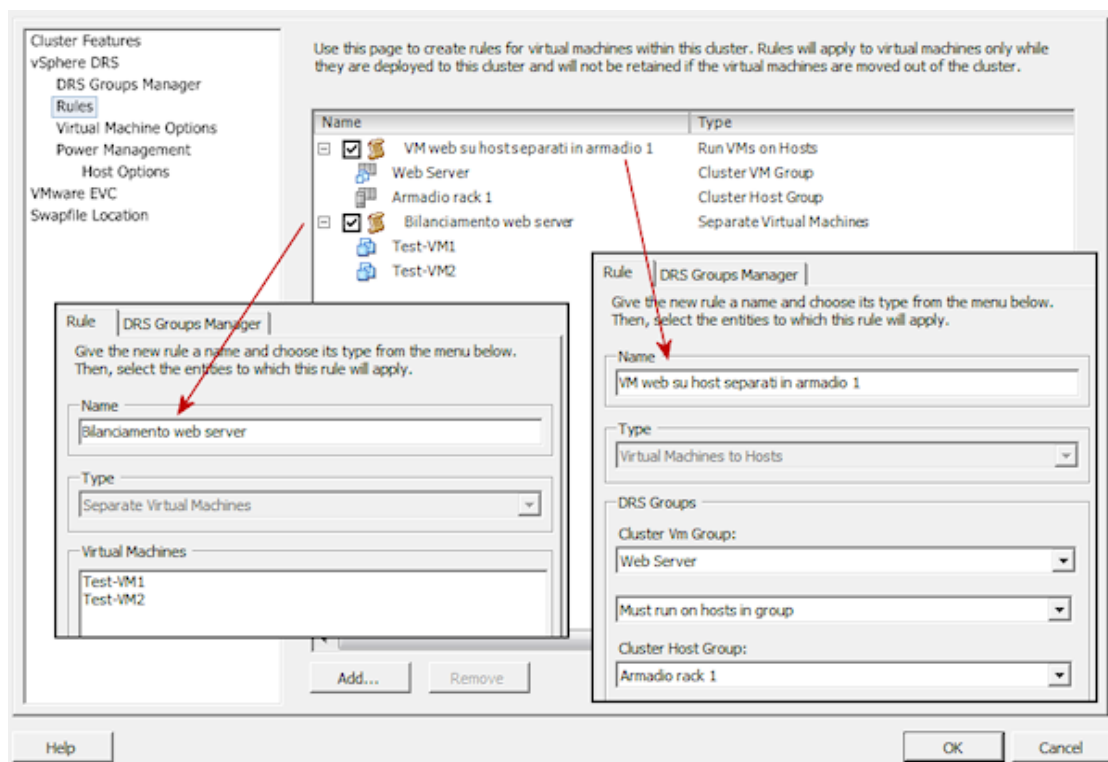 Cluster Features
vSphere DRS
DRS Groups Manager
Rules
Virtual Machine Options
Power Management
Host Options
VMware EVC
Swapfile Location
Use this page to create rules for virtual machines within this cluster. Rules will apply to virtual machines only while
they are deployed to this cluster and will not be retained if the virtual machines are moved out of the cluster.
Name Type
VM web su host separati in armadio 1 Run VMs on Hosts
Web Server Cluster VM Group
Armadio rack 1 Cluster Host Group
Bilanciamento web server Separate Virtual Machines
Test-VM1
Test-VM2
Rule DRS Groups Manager
Give the new rule a name and choose its type from the menu below.
Then, select the entities to which this rule will apply.
Name
Bilanciamento web server
Type
Separate Virtual Machines
Virtual Machines
Test-VM1
Test-VM2
Rule DRS Groups Manager
Give the new rule a name and choose its type from the menu below.
Then, select the entities to which this rule will apply.
Name
VM web su host separati in armadio 1
Type
Virtual Machines to Hosts
DRS Groups
Cluster Vm Group:
Web Server
Must run on hosts in group
Cluster Host Group:
Armadio rack 1
Add... Remove
Help OK Cancel